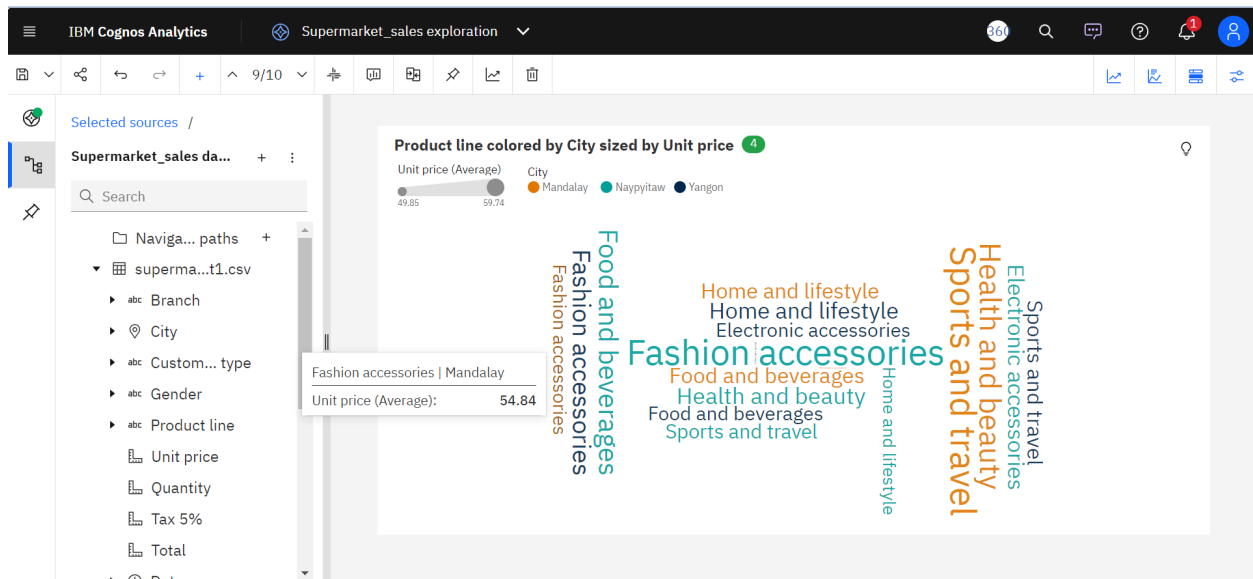 IBM Cognos Analytics
Supermarket_sales exploration
360
1
9/10
Selected sources /
Supermarket_sales da...
Search
Naviga... paths
superma...t1.csv
abc Branch
City
abc Custom... type
abc Gender
abc Product line
Unit price
Quantity
Tax 5%
Total
Product line colored by City sized by Unit price 4
Unit price (Average)
49.85
59.74
City
Mandalay
Naypyitaw
Yangon
Fashion accessories | Mandalay
Unit price (Average): 54.84
Fashion accessories
Fashion accessories
Food and beverages
Home and lifestyle
Home and lifestyle
Electronic accessories
Fashion accessories
Food and beverages
Health and beauty
Food and beverages
Sports and travel
Home and lifestyle
Sports and travel
Health and beauty
Electronic accessories
Sports and travel